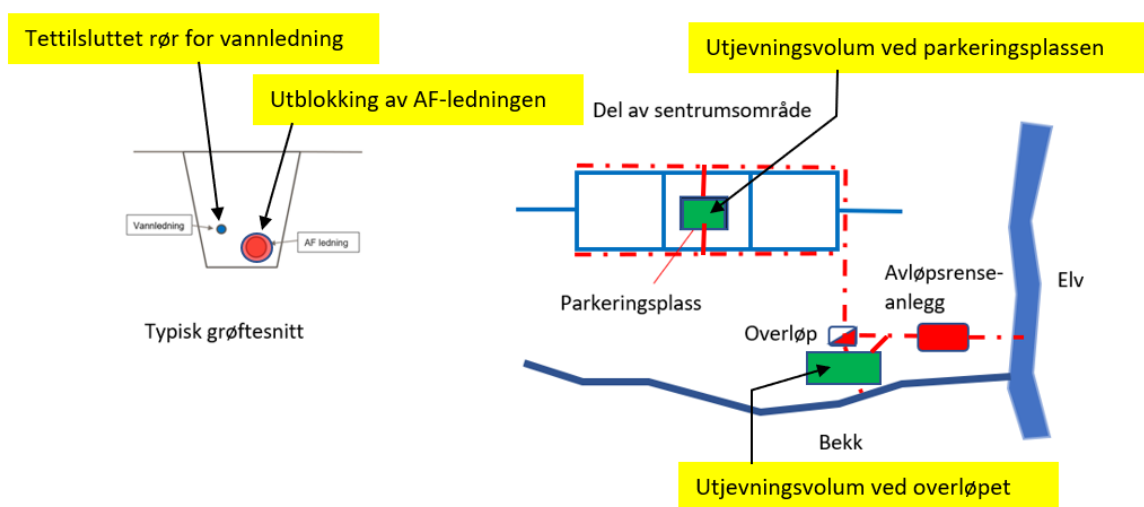 Tettilsluttet rør for vannledning
Utjevningsvolum ved parkeringsplassen
Utblokking av AF-ledningen
Del av sentrumsområde
Vannledning
AF ledning
Typisk grøftesnitt
Parkeringsplass
Avløpsrense-
anlegg
Elv
Overløp
Bekk
Utjevningsvolum ved overløpet